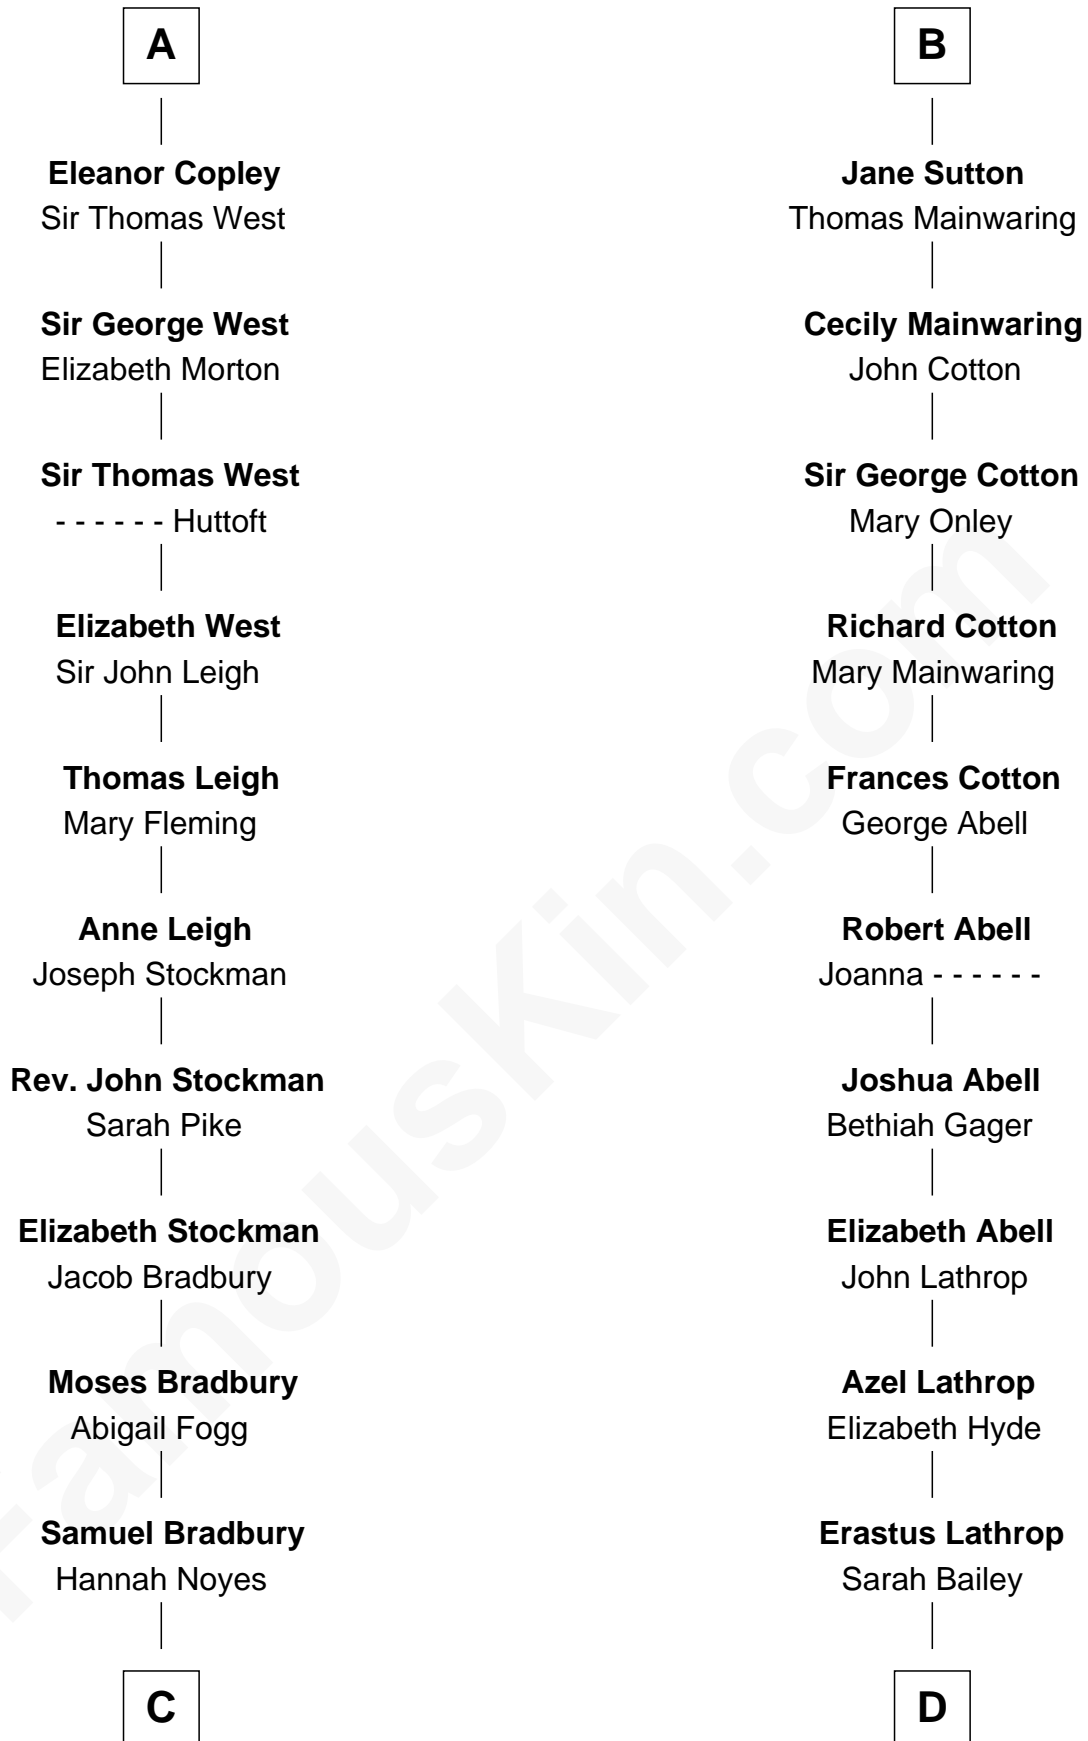 A
Eleanor Copley
Sir Thomas West
Sir George West
Elizabeth Morton
Sir Thomas West
- - - - - - Huttoft
Elizabeth West
Sir John Leigh
Thomas Leigh
Mary Fleming
Anne Leigh
Joseph Stockman
Rev. John Stockman
Sarah Pike
Elizabeth Stockman
Jacob Bradbury
Moses Bradbury
Abigail Fogg
Samuel Bradbury
Hannah Noyes
C
B
Jane Sutton
Thomas Mainwaring
Cecily Mainwaring
John Cotton
Sir George Cotton
Mary Onley
Richard Cotton
Mary Mainwaring
Frances Cotton
George Abell
Robert Abell
Joanna - - - - - -
Joshua Abell
Bethiah Gager
Elizabeth Abell
John Lathrop
Azel Lathrop
Elizabeth Hyde
Erastus Lathrop
Sarah Bailey
D
FamousKin.com